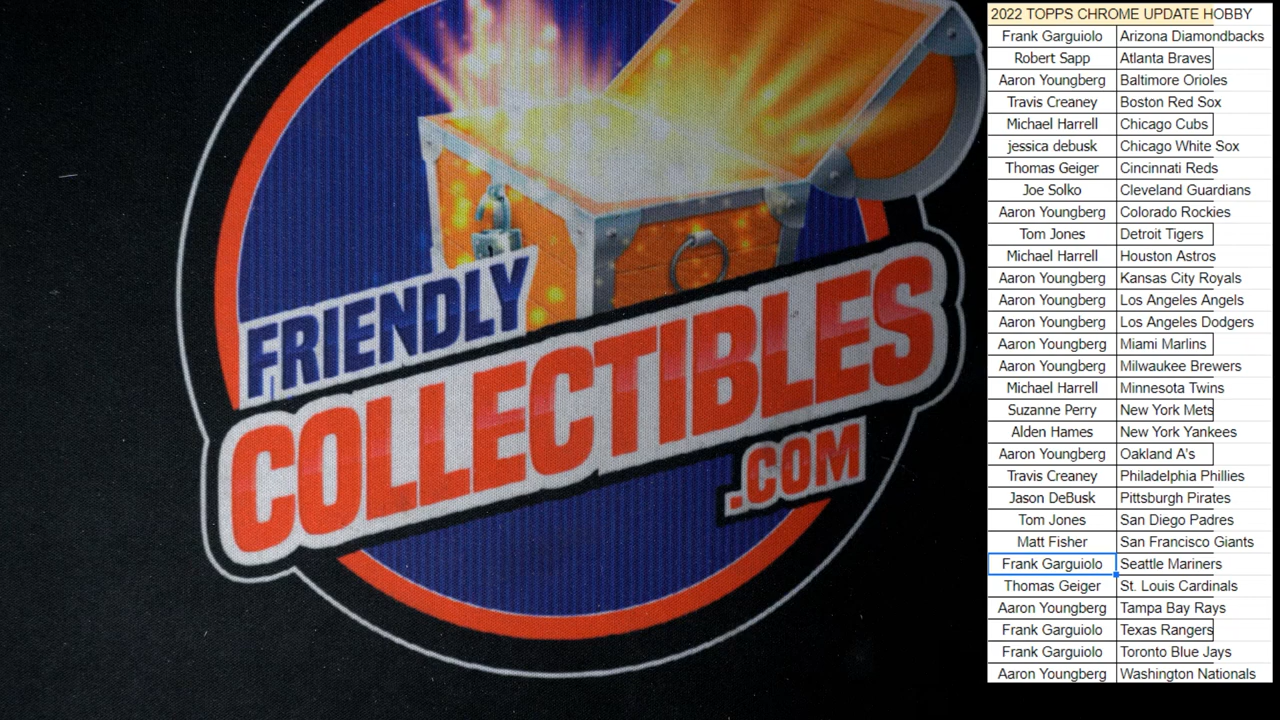 FRIENDLY
COLLECTIBLES
.COM
2022 TOPPS CHROME UPDATE HOBBY
Frank Garguiolo Arizona Diamondbacks
Robert Sapp Atlanta Braves
Aaron Youngberg Baltimore Orioles
Travis Creaney Boston Red Sox
Michael Harrell Chicago Cubs
jessica debusk Chicago White Sox
Thomas Geiger Cincinnati Reds
Joe Solko Cleveland Guardians
Aaron Youngberg Colorado Rockies
Tom Jones Detroit Tigers
Michael Harrell Houston Astros
Aaron Youngberg Kansas City Royals
Aaron Youngberg Los Angeles Angels
Aaron Youngberg Los Angeles Dodgers
Aaron Youngberg Miami Marlins
Aaron Youngberg Milwaukee Brewers
Michael Harrell Minnesota Twins
Suzanne Perry New York Mets
Alden Hames New York Yankees
Aaron Youngberg Oakland A's
Travis Creaney Philadelphia Phillies
Jason DeBusk Pittsburgh Pirates
Tom Jones San Diego Padres
Matt Fisher San Francisco Giants
Frank Garguiolo Seattle Mariners
Thomas Geiger St. Louis Cardinals
Aaron Youngberg Tampa Bay Rays
Frank Garguiolo Texas Rangers
Frank Garguiolo Toronto Blue Jays
Aaron Youngberg Washington Nationals